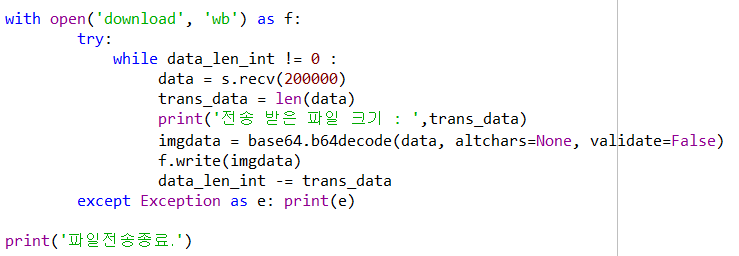 with open('download', 'wb') as f:
        try:
            while data_len_int != 0 :
                 data = s.recv(200000)
                 trans_data = len(data)
                 print('전송 받은 파일 크기 : ',trans_data)
                 imgdata = base64.b64decode(data, altchars=None, validate=False)
                 f.write(imgdata)
                 data_len_int -= trans_data
        except Exception as e: print(e)
print('파일전송종료.')